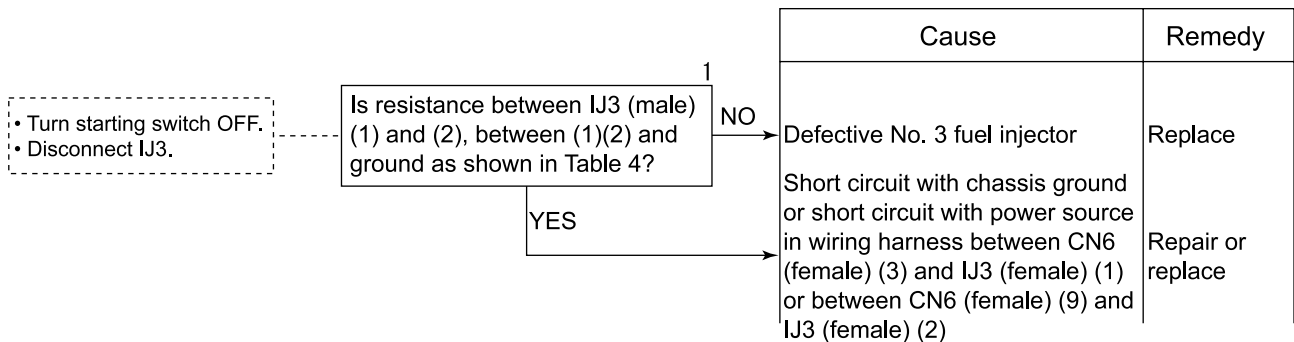 Cause
Remedy
1
• Turn starting switch OFF.
• Disconnect IJ3.
Is resistance between IJ3 (male)
(1) and (2), between (1)(2) and
ground as shown in Table 4?
NO
Defective No. 3 fuel injector
Replace
YES
Short circuit with chassis ground
or short circuit with power source
in wiring harness between CN6
(female) (3) and IJ3 (female) (1)
or between CN6 (female) (9) and
IJ3 (female) (2)
Repair or
replace